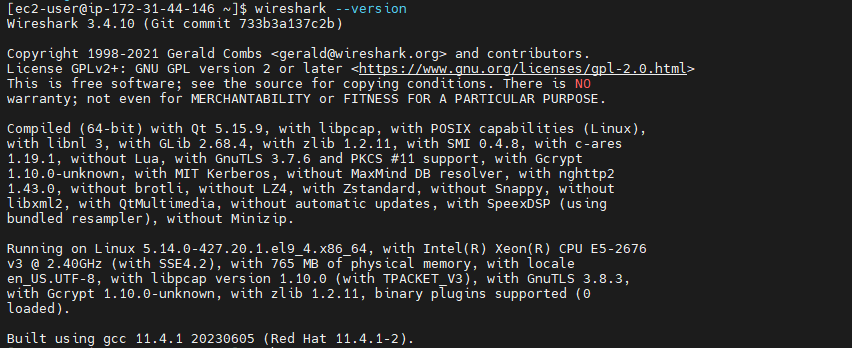 [ec2-user@ip-172-31-44-146 ~]$ wireshark --version
Wireshark 3.4.10 (Git commit 733b3a137c2b)
Copyright 1998-2021 Gerald Combs <gerald@wireshark.org> and contributors.
License GPLv2+: GNU GPL version 2 or later <https://www.gnu.org/licenses/gpl-2.0.html>
This is free software; see the source for copying conditions. There is NO
warranty; not even for MERCHANTABILITY or FITNESS FOR A PARTICULAR PURPOSE.
Compiled (64-bit) with Qt 5.15.9, with libpcap, with POSIX capabilities (Linux),
with libnl 3, with GLib 2.68.4, with zlib 1.2.11, with SMI 0.4.8, with c-ares
1.19.1, without Lua, with GnuTLS 3.7.6 and PKCS #11 support, with Gcrypt
1.10.0-unknown, with MIT Kerberos, without MaxMind DB resolver, with nghttp2
1.43.0, without brotli, without LZ4, with Zstandard, without Snappy, without
libxml2, with QtMultimedia, without automatic updates, with SpeexDSP (using
bundled resampler), without Minizip.
Running on Linux 5.14.0-427.20.1.el9_4.x86_64, with Intel(R) Xeon(R) CPU E5-2676
v3 @ 2.40GHz (with SSE4.2), with 765 MB of physical memory, with locale
en_US.UTF-8, with libpcap version 1.10.0 (with TPACKET_V3), with GnuTLS 3.8.3,
with Gcrypt 1.10.0-unknown, with zlib 1.2.11, binary plugins supported (0
loaded).
Built using gcc 11.4.1 20230605 (Red Hat 11.4.1-2).